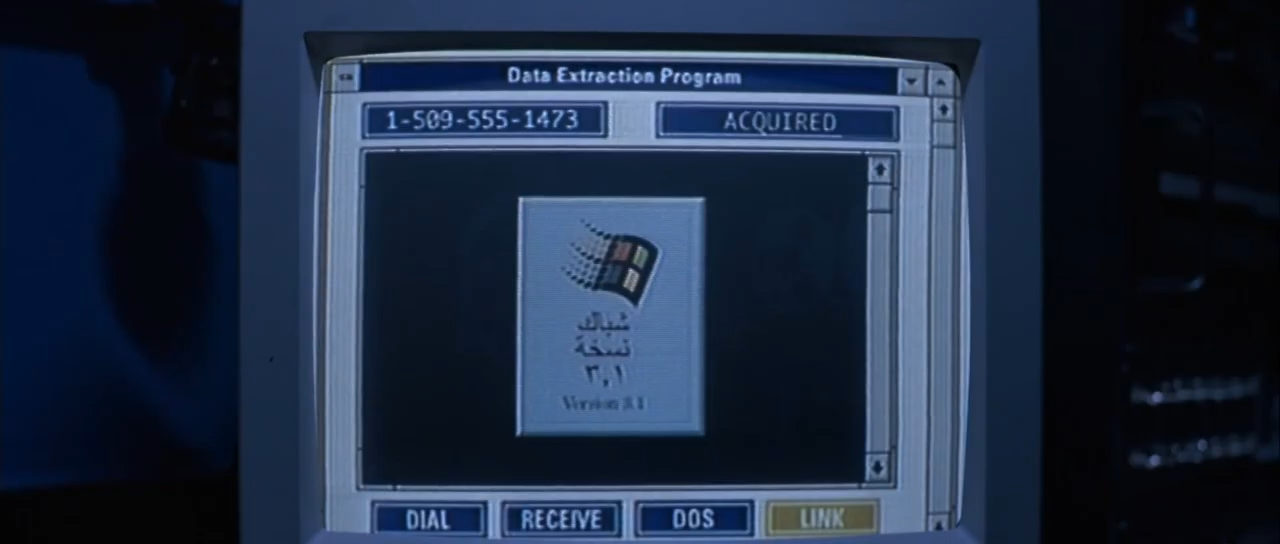 Data Extraction Program
1-509-555-1473
ACQUIRED
شباك
نسخة
٣,١
Version 3.1
DIAL
RECEIVE
DOS
LINK